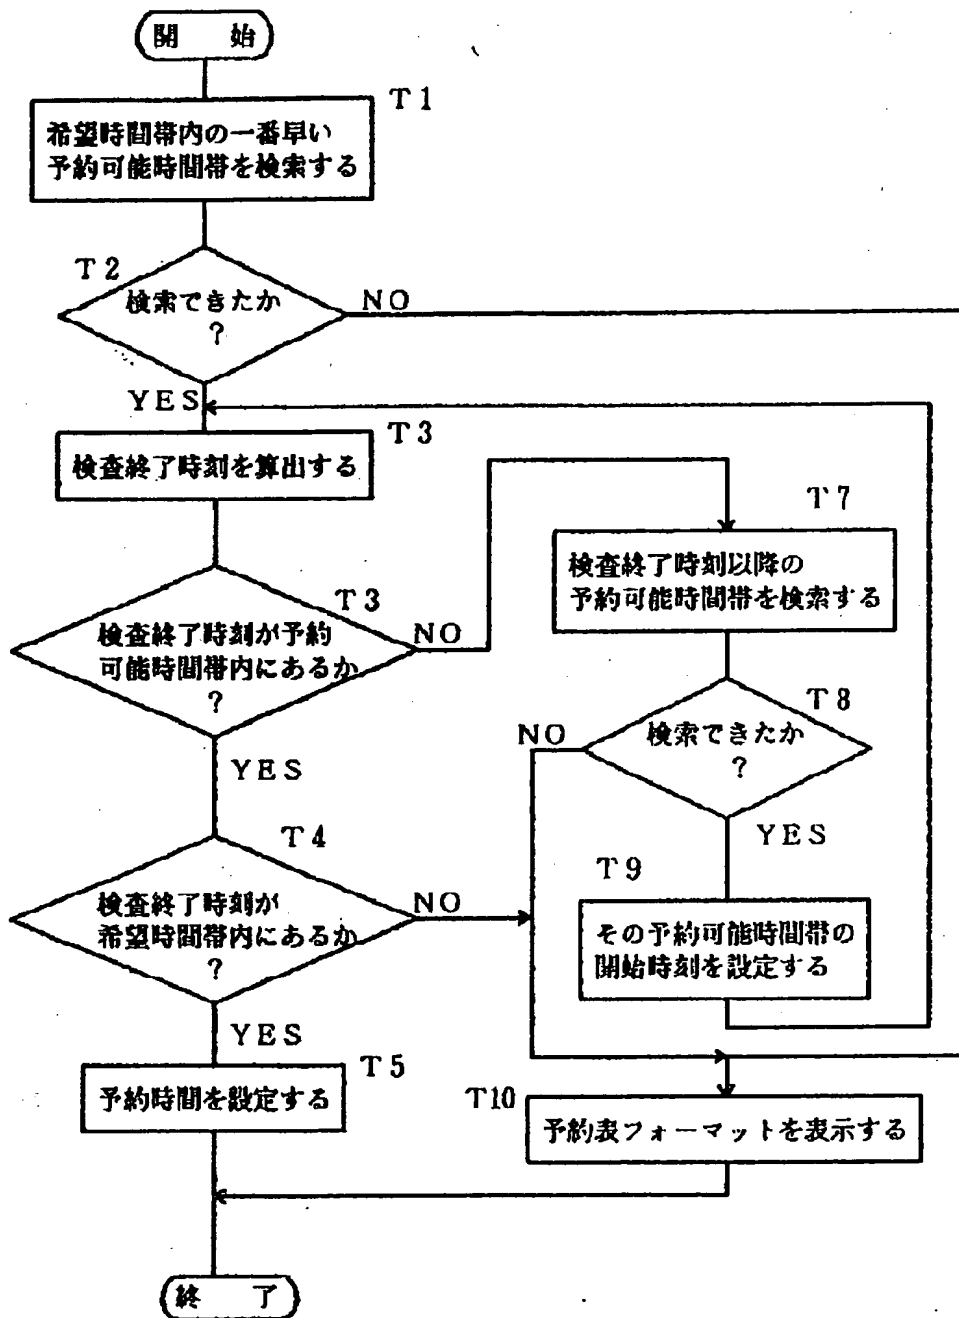 開 始
T1
希望時間帯内の一番早い
予約可能時間帯を検索する
T2
検索できたか
?
NO
YES
T3
検査終了時刻を算出する
T3
検査終了時刻が予約
可能時間帯内にあるか
?
NO
YES
T7
検査終了時刻以降の
予約可能時間帯を検索する
T8
検索できたか
?
NO
YES
T4
検査終了時刻が
希望時間帯内にあるか
?
NO
YES
T9
その予約可能時間帯の
開始時刻を設定する
T5
予約時間を設定する
T10
予約表フォーマットを表示する
終 了